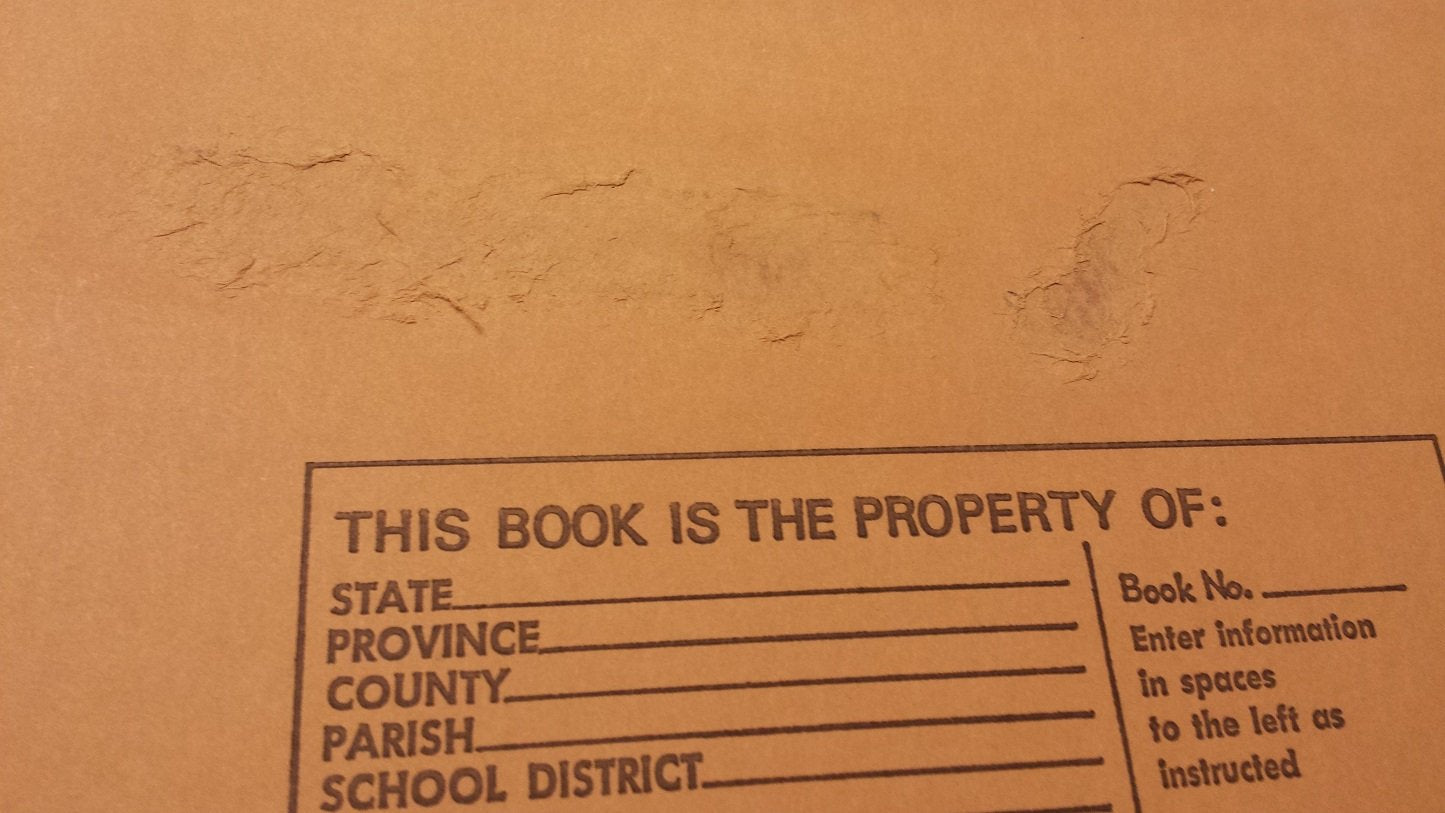 THIS BOOK IS THE PROPERTY OF:
STATE
PROVINCE
COUNTY
PARISH
SCHOOL DISTRICT
Book No.
Enter information
in spaces
to the left as
instructed